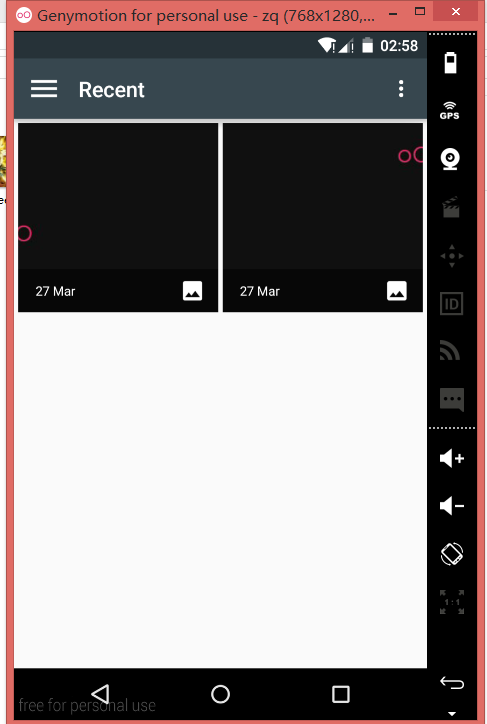 Genymotion for personal use - zq (768x1280,...
02:58
Recent
GPS
27 Mar
27 Mar
ID
1:1
free for personal use